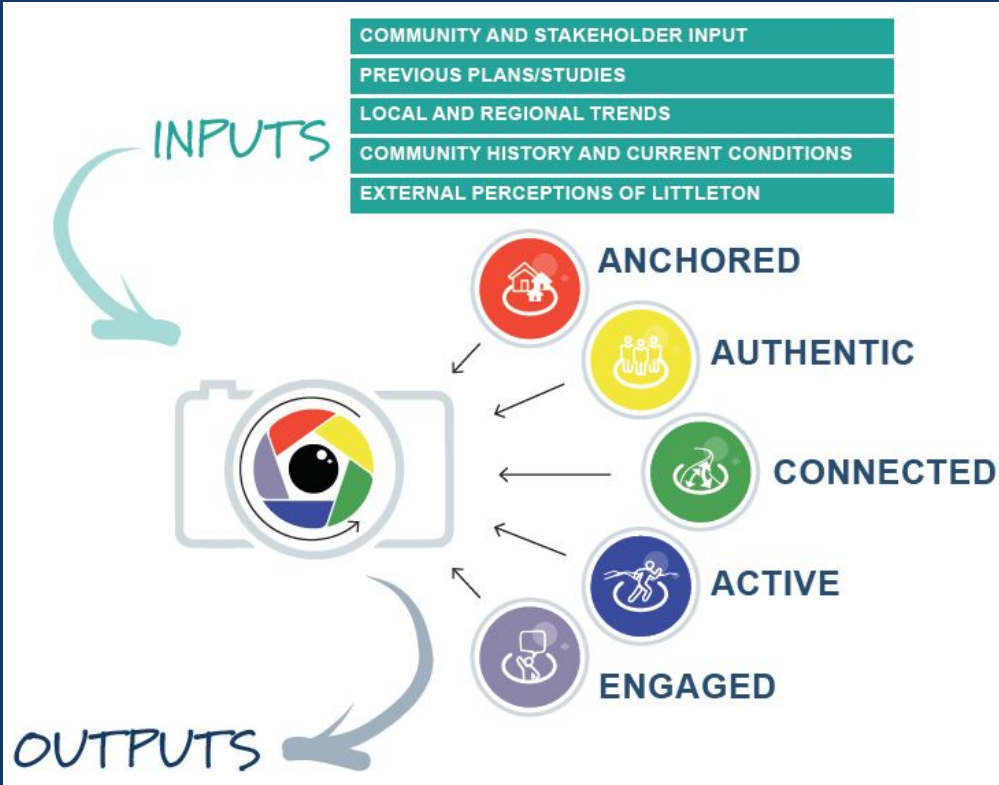 COMMUNITY AND STAKEHOLDER INPUT
PREVIOUS PLANS/STUDIES
INPUTS
LOCAL AND REGIONAL TRENDS
COMMUNITY HISTORY AND CURRENT CONDITIONS
EXTERNAL PERCEPTIONS OF LITTLETON
ANCHORED
AUTHENTIC
CONNECTED
ACTIVE
ENGAGED
OUTPUTS